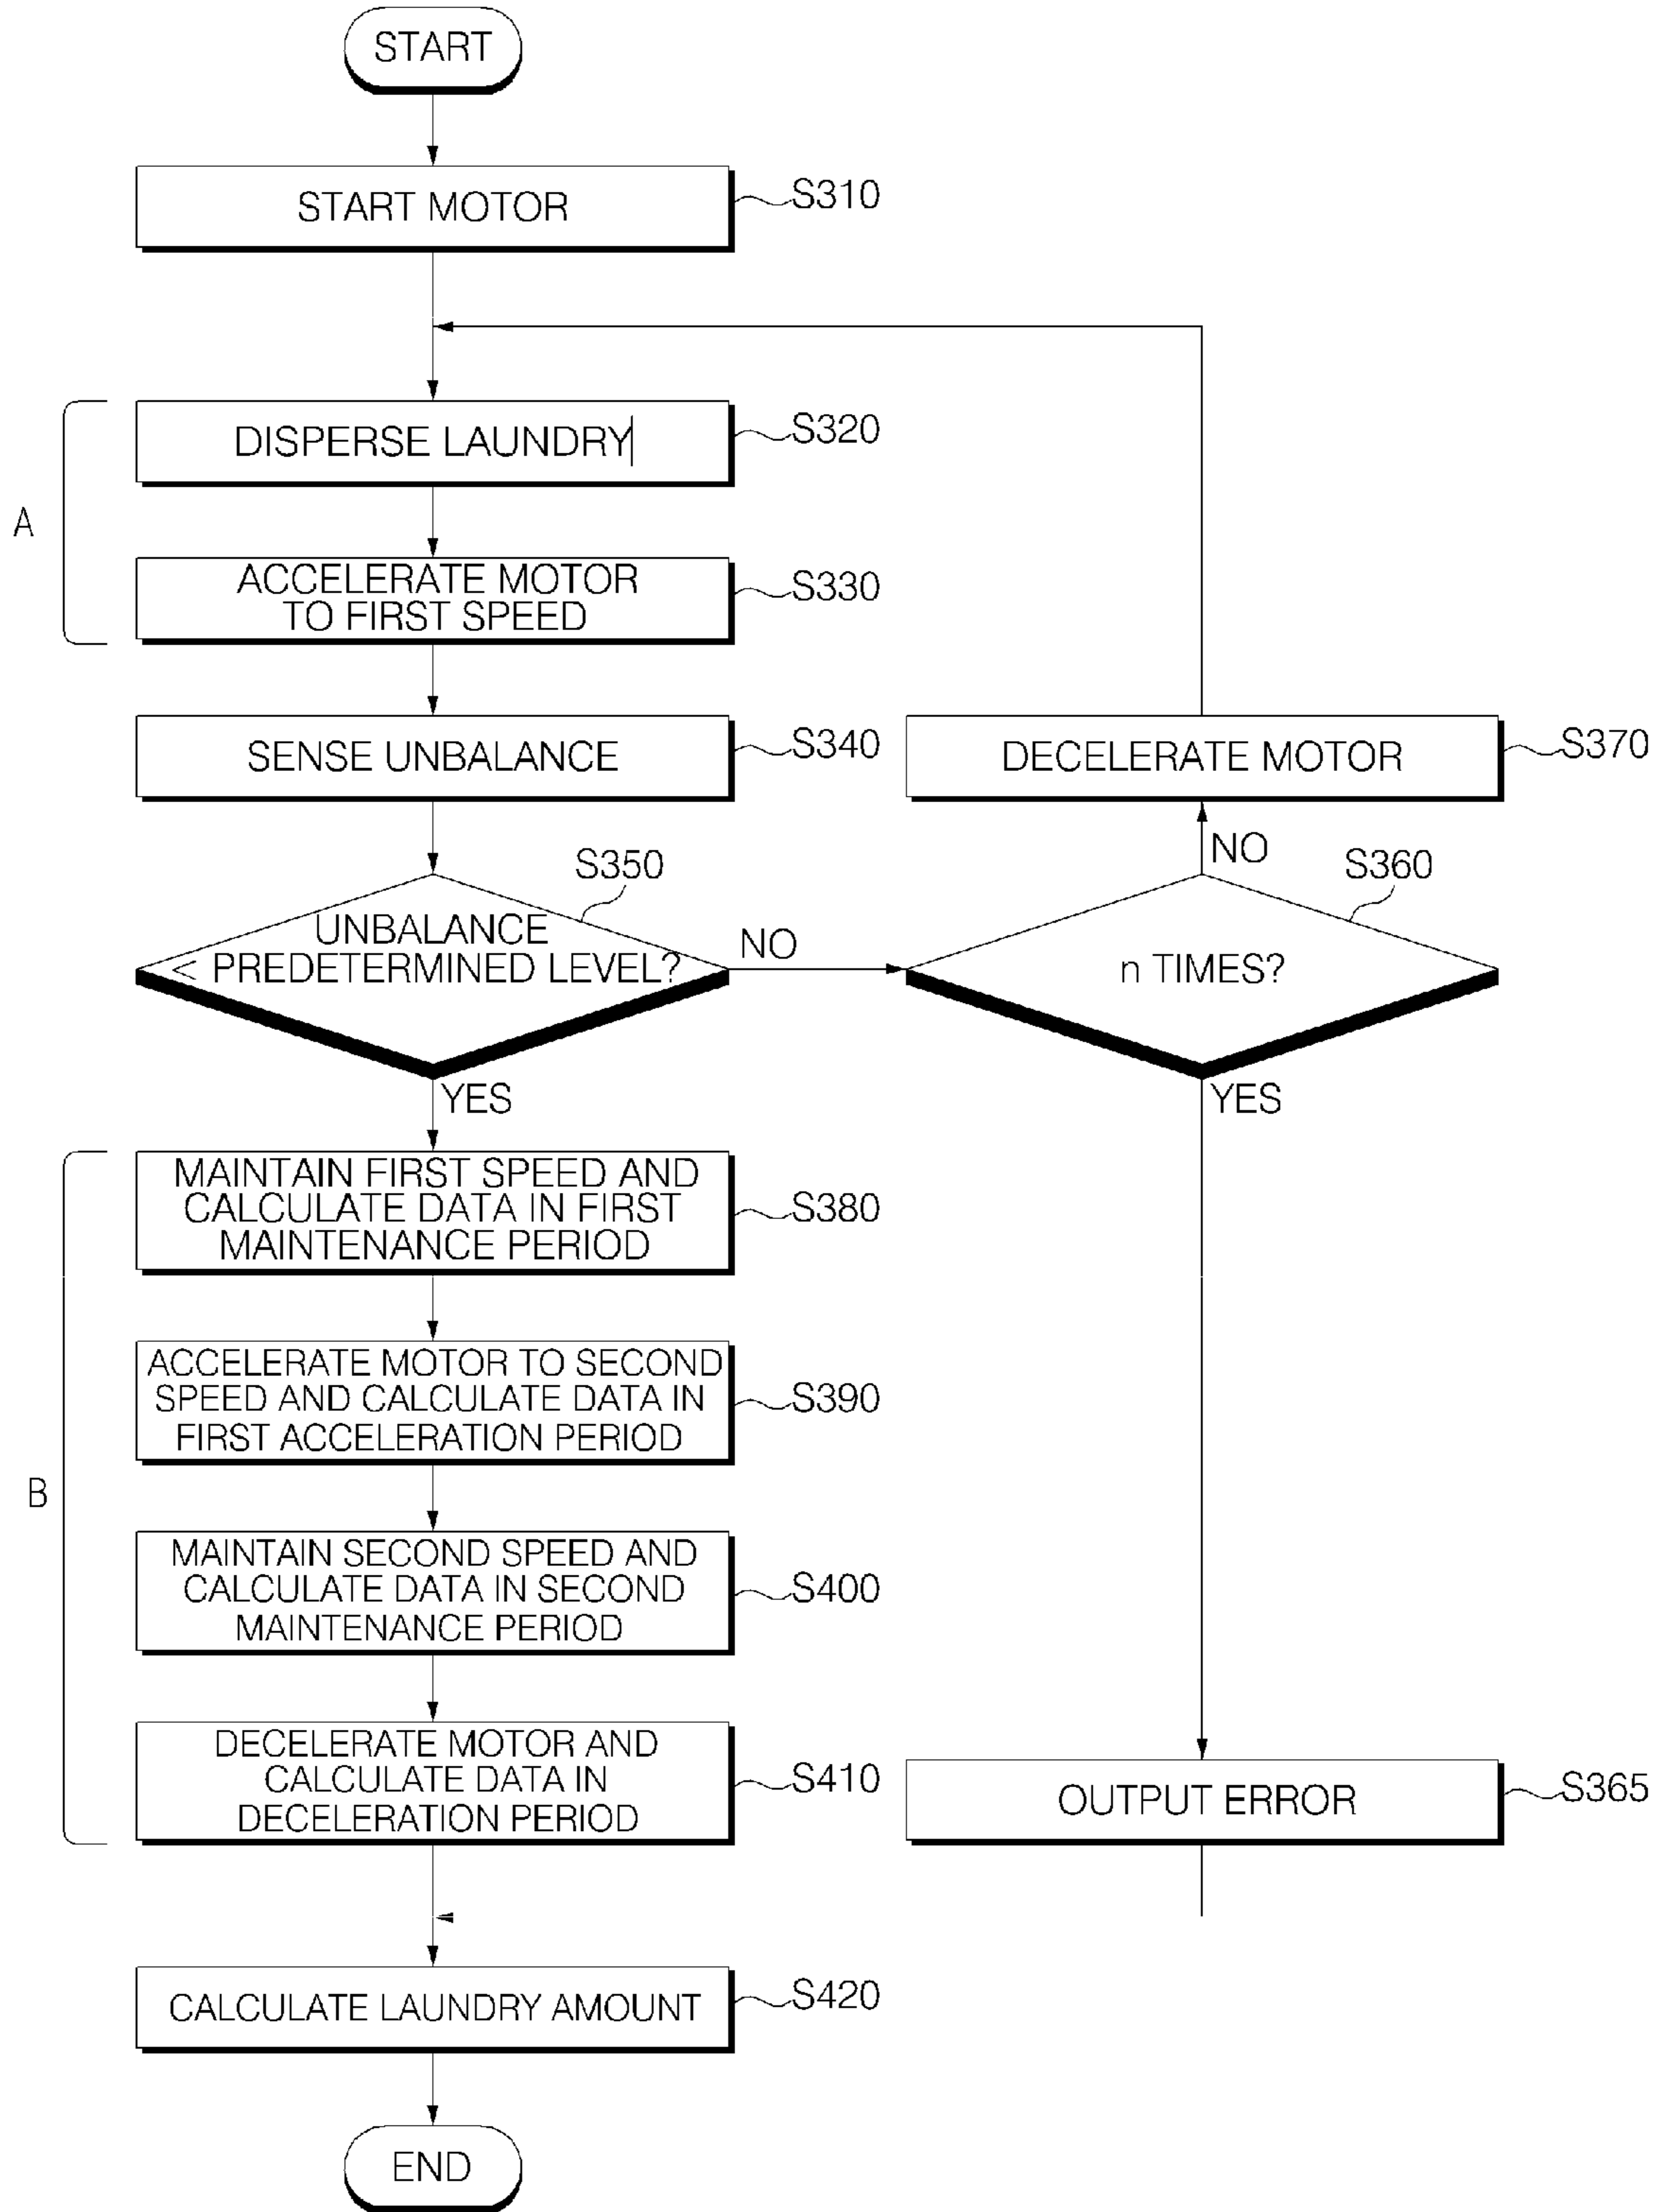 START
START MOTOR
S310
A
DISPERSE LAUNDRY
S320
ACCELERATE MOTOR
TO FIRST SPEED
S330
SENSE UNBALANCE
S340
DECELERATE MOTOR
S370
NO
S350
S360
UNBALANCE
< PREDETERMINED LEVEL?
NO
n TIMES?
YES
YES
B
MAINTAIN FIRST SPEED AND
CALCULATE DATA IN FIRST
MAINTENANCE PERIOD
S380
ACCELERATE MOTOR TO SECOND
SPEED AND CALCULATE DATA IN
FIRST ACCELERATION PERIOD
S390
MAINTAIN SECOND SPEED AND
CALCULATE DATA IN SECOND
MAINTENANCE PERIOD
S400
DECELERATE MOTOR AND
CALCULATE DATA IN
DECELERATION PERIOD
S410
OUTPUT ERROR
S365
CALCULATE LAUNDRY AMOUNT
S420
END